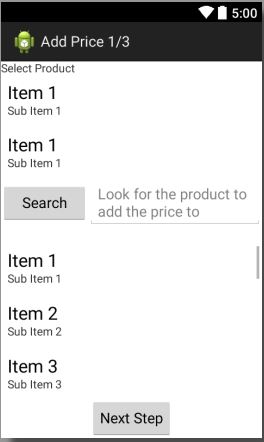 5:00
Add Price 1/3
Select Product
Item 1
Sub Item 1
Item 1
Sub Item 1
Search
Look for the product to
add the price to
Item 1
Sub Item 1
Item 2
Sub Item 2
Item 3
Sub Item 3
Next Step